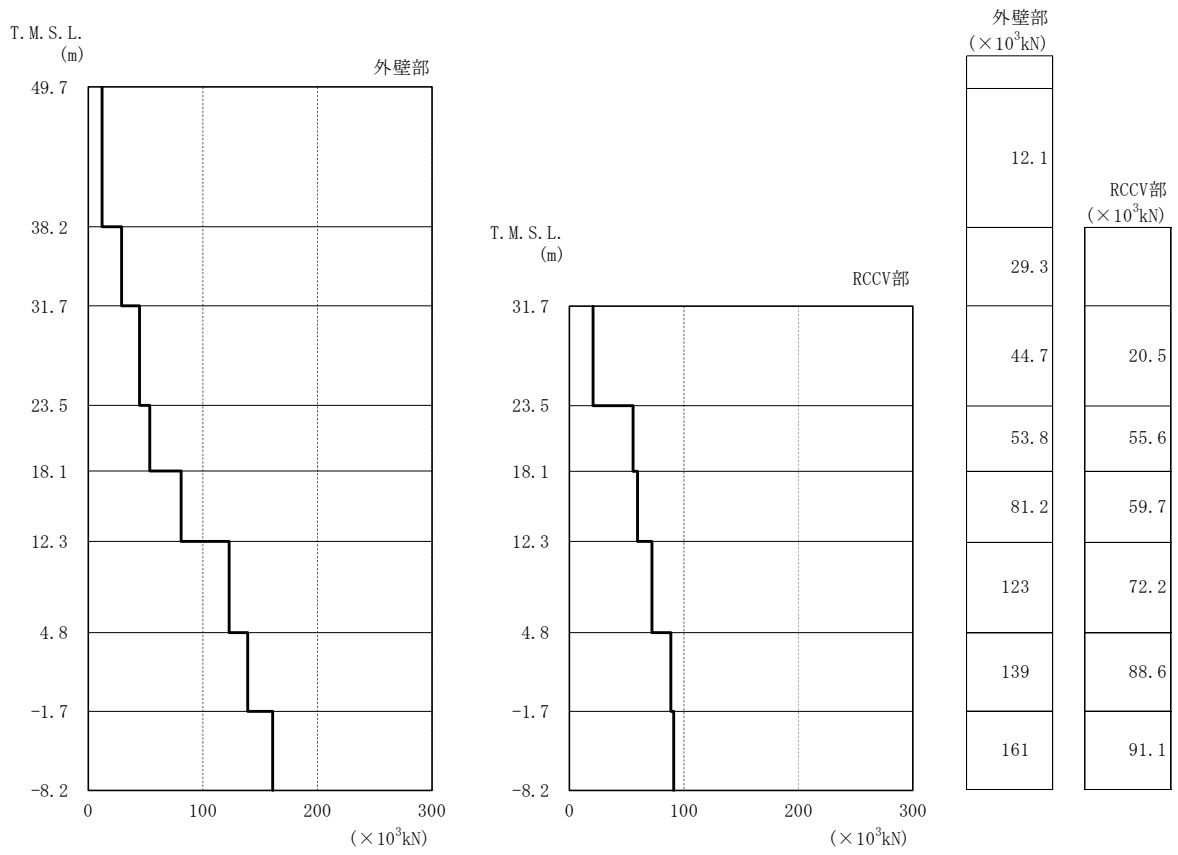 T.M.S.L.
(m)
外壁部
49.7
38.2
31.7
23.5
18.1
12.3
4.8
-1.7
-8.2
0 100 200 300
(×10³kN)
T.M.S.L.
(m)
RCCV部
31.7
23.5
18.1
12.3
4.8
-1.7
-8.2
0 100 200 300
(×10³kN)
外壁部
(×10³kN)
12.1
29.3
44.7
53.8
81.2
123
139
161
RCCV部
(×10³kN)
20.5
55.6
59.7
72.2
88.6
91.1